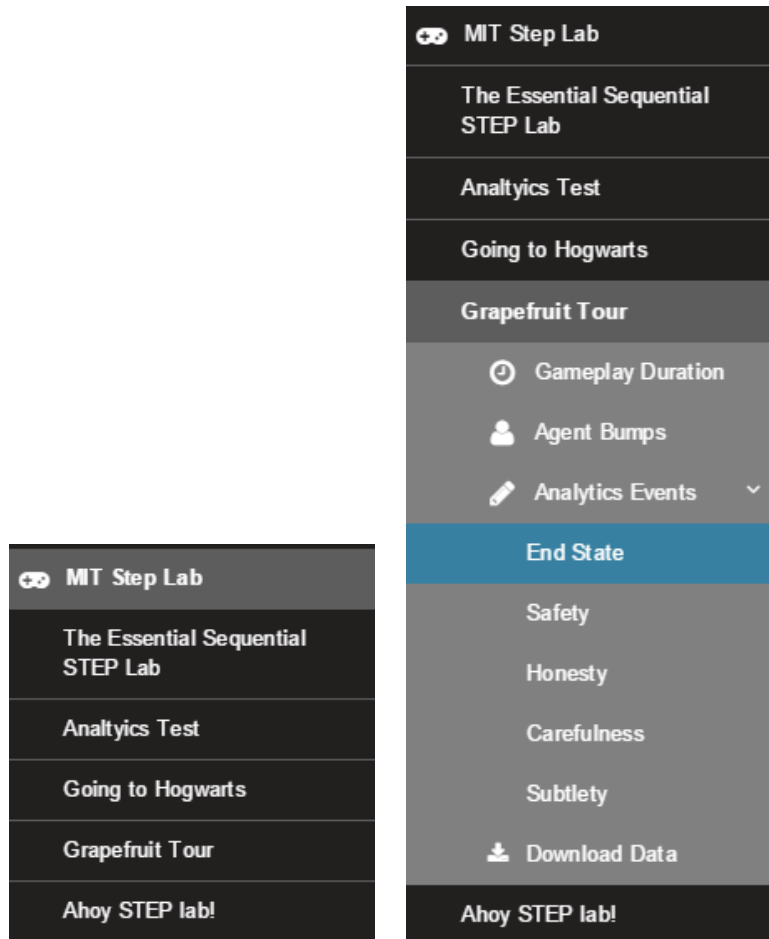 MIT Step Lab
The Essential Sequential
STEP Lab
Analtyics Test
Going to Hogwarts
Grapefruit Tour
Ahoy STEP lab!
MIT Step Lab
The Essential Sequential
STEP Lab
Analtyics Test
Going to Hogwarts
Grapefruit Tour
Gameplay Duration
Agent Bumps
Analytics Events
End State
Safety
Honesty
Carefulness
Subtlety
Download Data
Ahoy STEP lab!